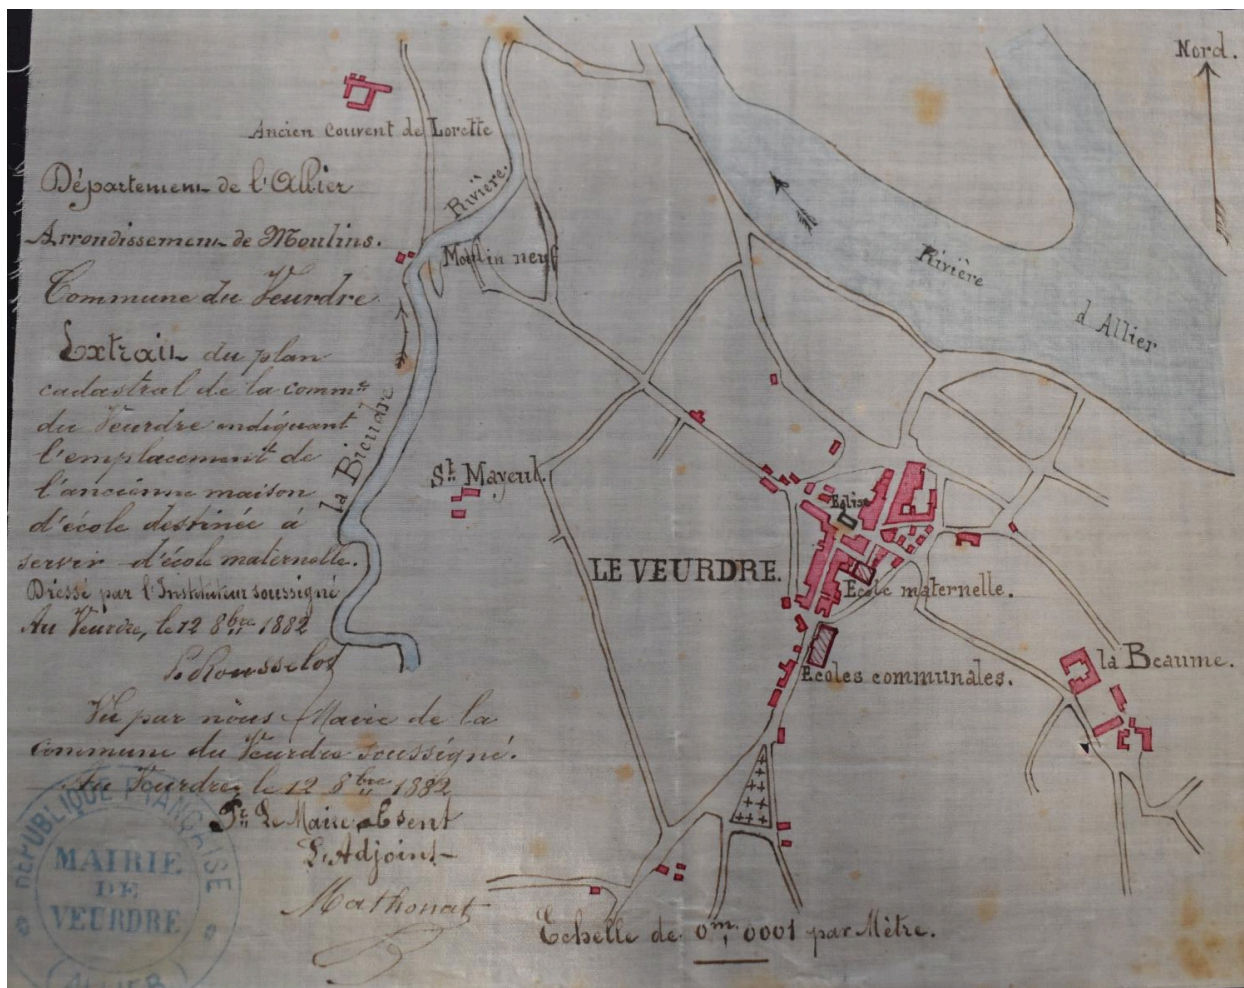 Nord.
Ancien Couvent de Lorette
Département de l'Allier
Arrondissement de Moulins.
Commune du Veurdre
Extrait du plan
cadastral de la comm^ne
du Veurdre indiquant
l'emplacement de
l'ancienne maison
d'école destinée à
servir d'école maternelle.
Dressé par l'Instituteur soussigné
Au Veurdre, le 12 8bre 1882
Rousselot
Vu par nous Maire de la
Commune du Veurdre soussigné.
Au Veurdre, le 12 8bre 1882
Pr. Le Maire absent
L'Adjoint
Mathonat
RÉPUBLIQUE FRANÇAISE
MAIRIE
DE
VEURDRE
(ALLIER)
Rivière
la Bieudre
Moulin neuf
Rivière
d'Allier
St. Mayeul.
Eglise
LE VEURDRE.
Ecole maternelle.
Ecoles communales.
la Beaume.
Echelle de 0m,0001 par Mètre.